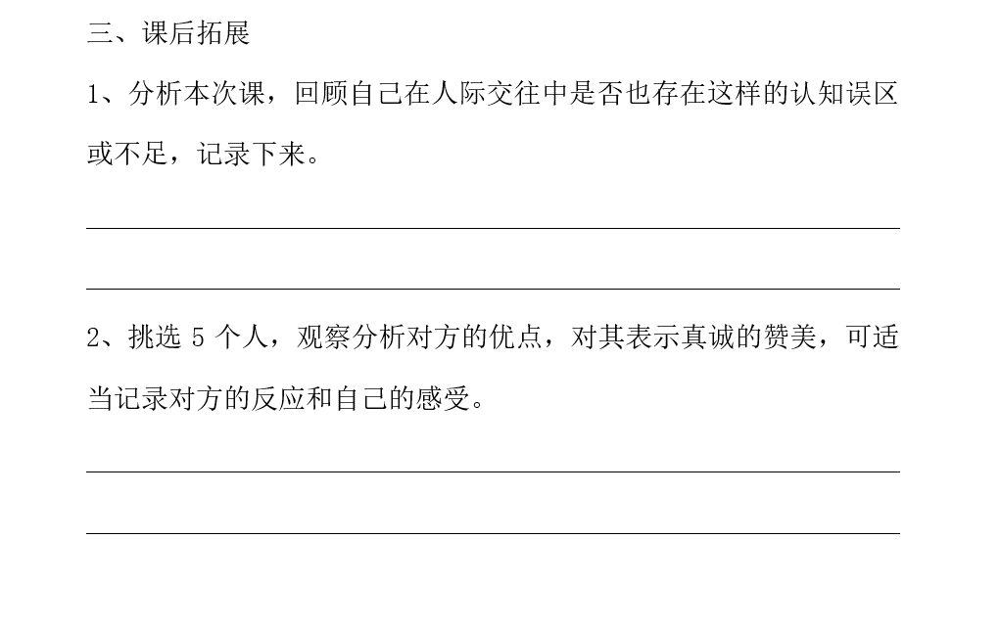 三、课后拓展
1、分析本次课，回顾自己在人际交往中是否也存在这样的认知误区
或不足，记录下来。
2、挑选 5 个人，观察分析对方的优点，对其表示真诚的赞美，可适
当记录对方的反应和自己的感受。